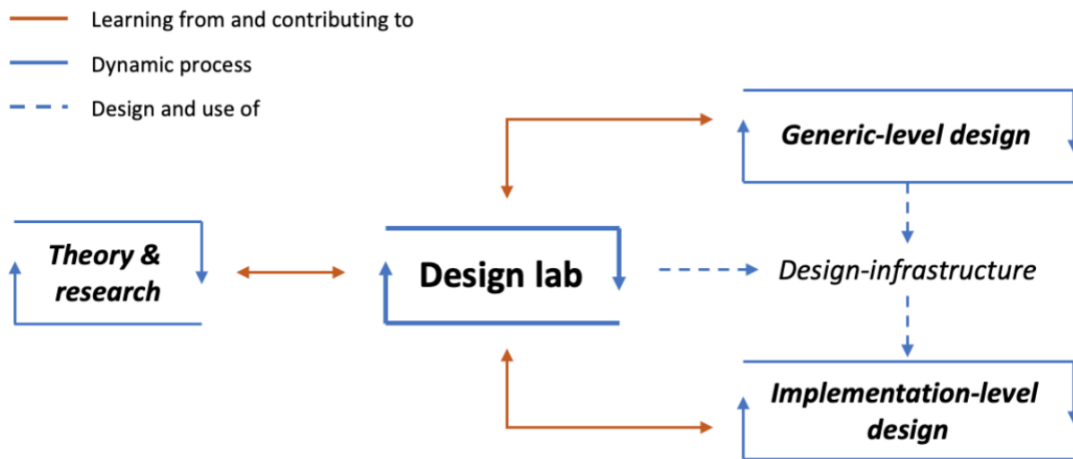 Learning from and contributing to
Dynamic process
Design and use of
Generic-level design
Theory &
research
Design lab
Design-infrastructure
Implementation-level
design